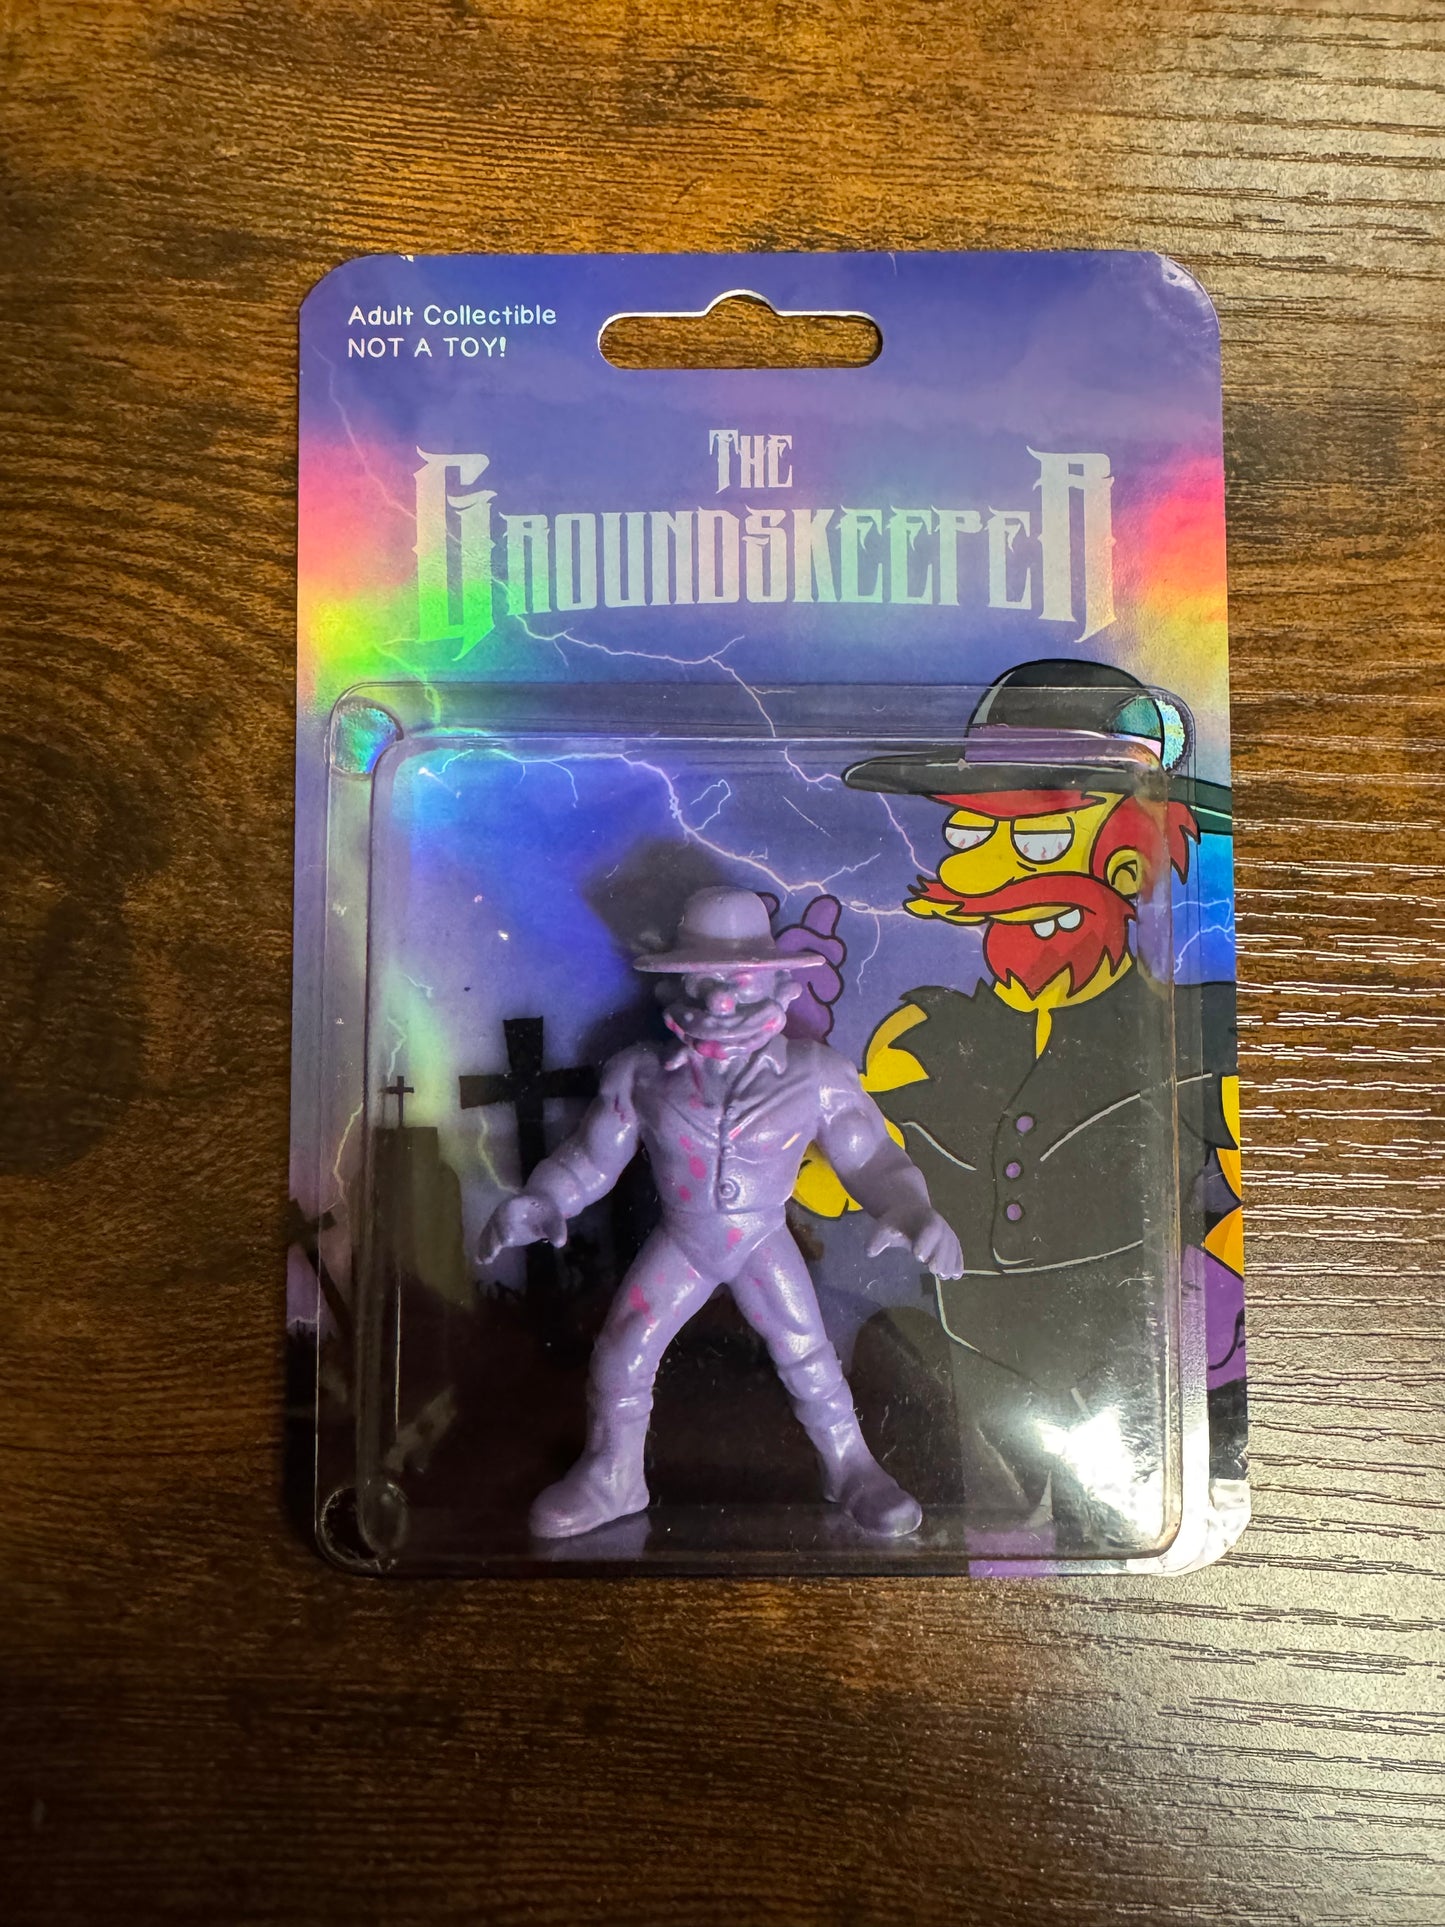 Adult Collectible
NOT A TOY!
THE
GROUNDSKEEPER